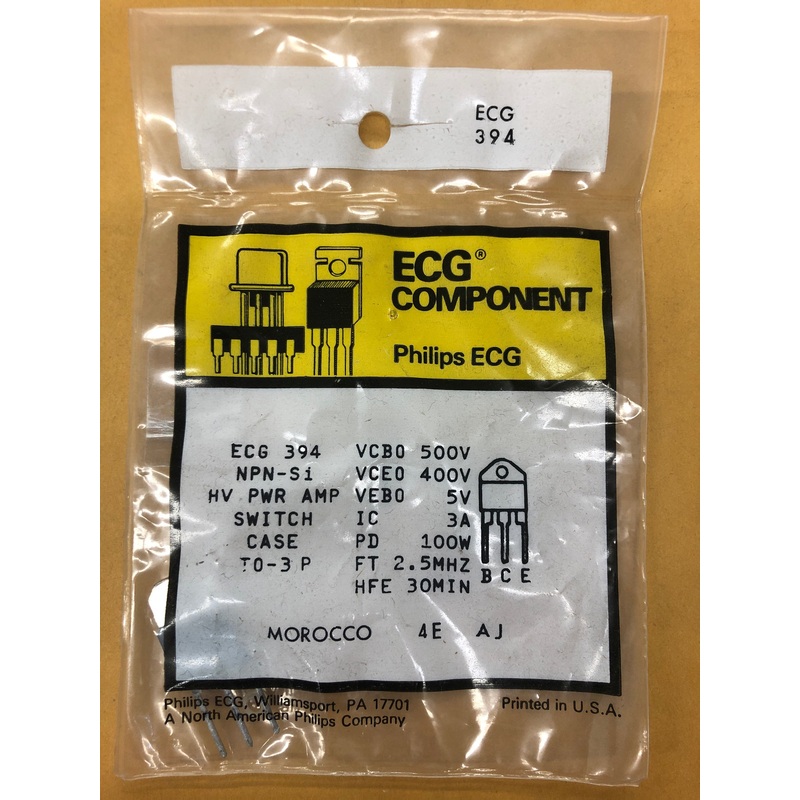 ECG
394
ECG®
COMPONENT
Philips ECG
ECG 394 VCBO 500V
NPN-Si VCEO 400V
HV PWR AMP VEBO 5V
SWITCH IC 3A
CASE PD 100W
TO-3P FT 2.5MHZ
HFE 30MIN
B C E
MOROCCO 4E AJ
Philips ECG, Williamsport, PA 17701
A North American Philips Company
Printed in U.S.A.